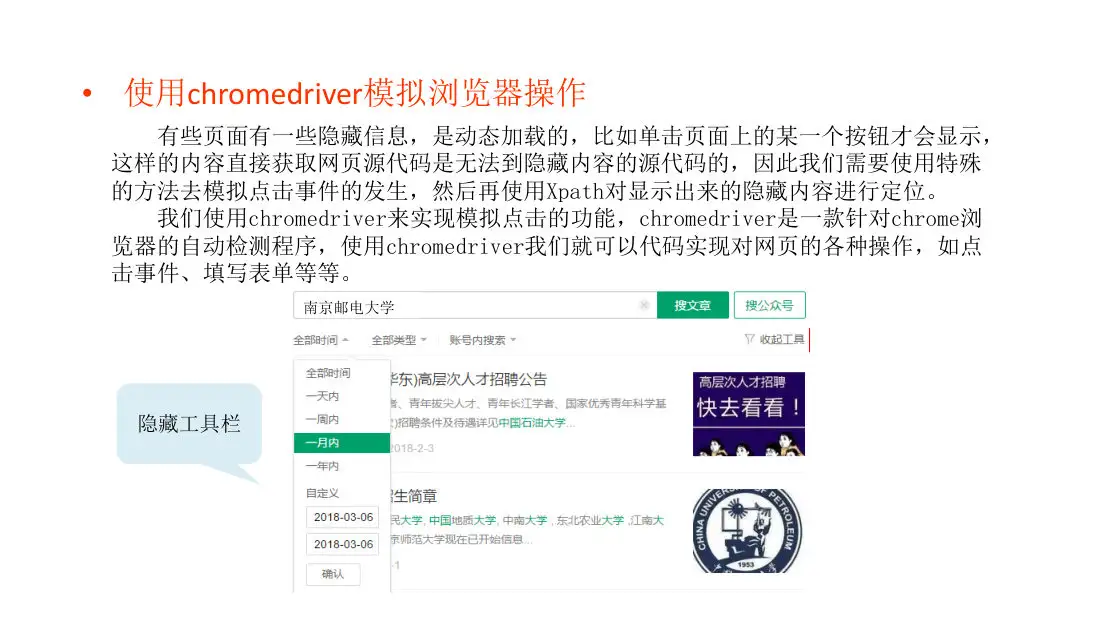 • 使用chromedriver模拟浏览器操作
有些页面有一些隐藏信息，是动态加载的，比如单击页面上的某一个按钮才会显示，
这样的内容直接获取网页源代码是无法到隐藏内容的源代码的，因此我们需要使用特殊
的方法去模拟点击事件的发生，然后再使用Xpath对显示出来的隐藏内容进行定位。
我们使用chromedriver来实现模拟点击的功能，chromedriver是一款针对chrome浏
览器的自动检测程序，使用chromedriver我们就可以代码实现对网页的各种操作，如点
击事件、填写表单等等。
南京邮电大学 搜文章 搜公众号
全部时间 全部类型 账号内搜索 收起工具
全部时间
一天内
一周内
一月内
一年内
自定义
2018-03-06
2018-03-06
确认
隐藏工具栏
华东)高层次人才招聘公告
、青年拔尖人才、青年长江学者、国家优秀青年科学基
)招聘条件及待遇详见中国石油大学...
2018-2-3
高层次人才招聘
快去看看！
生简章
民大学, 中国地质大学, 中南大学 , 东北农业大学 ,江南大
京师范大学现在已开始信息...
-1
CHINA UNIVERSITY OF PETROLEUM
1953